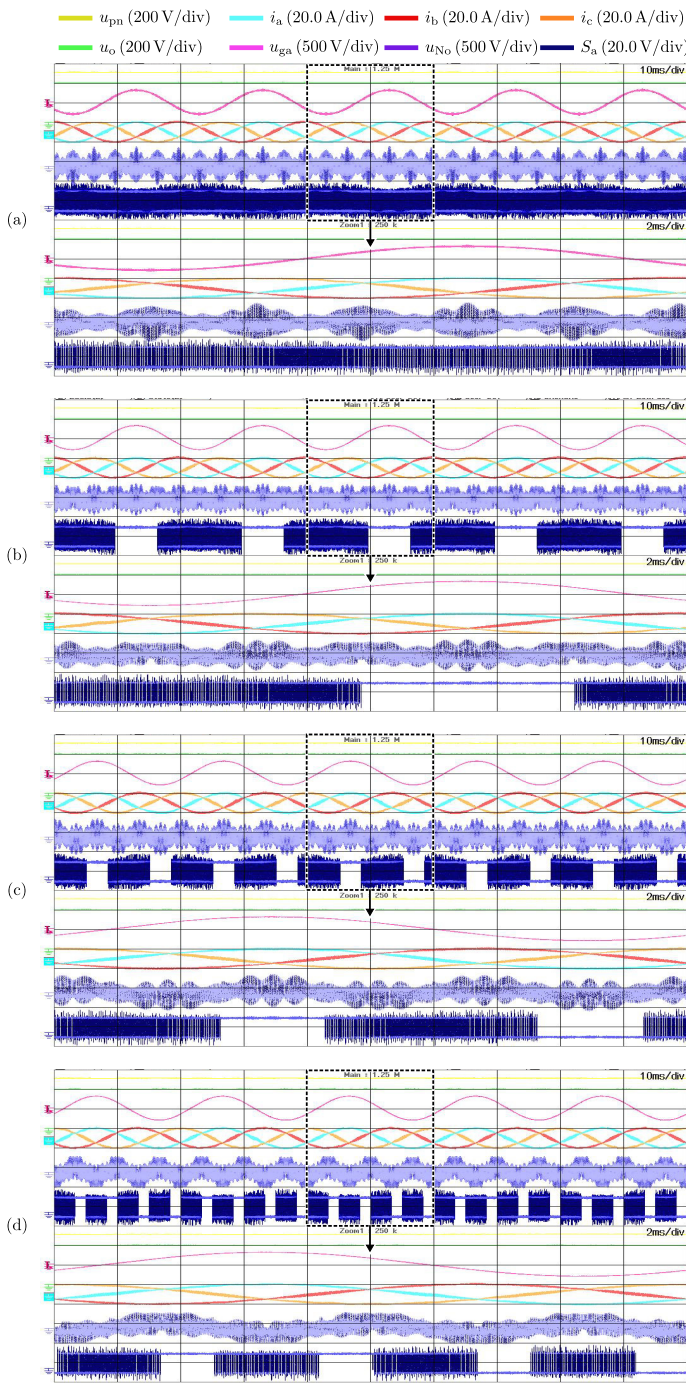 u_pn (200 V/div) i_a (20.0 A/div) i_b (20.0 A/div) i_c (20.0 A/div)
u_o (200 V/div) u_ga (500 V/div) u_No (500 V/div) S_a (20.0 V/div)
Main : 1.25 M 10ms/div
(a)
Zoom1 : 250 k 2ms/div
Main : 1.25 M 10ms/div
(b)
Zoom1 : 250 k 2ms/div
Main : 1.25 M 10ms/div
(c)
Zoom1 : 250 k 2ms/div
Main : 1.25 M 10ms/div
(d)
Zoom1 : 250 k 2ms/div